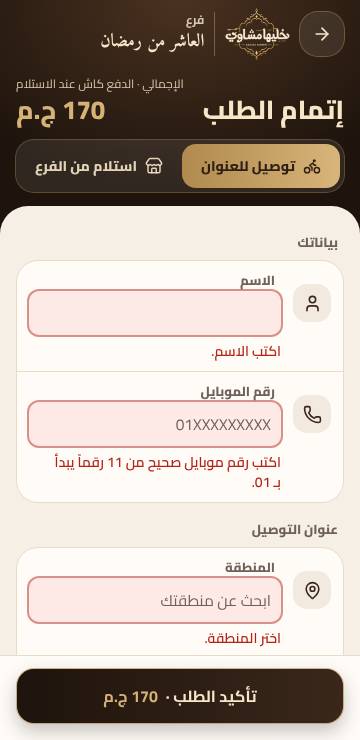 خليها مشاوي
فرع
العاشر من رمضان
إتمام الطلب
الإجمالي · الدفع كاش عند الاستلام
170 ج.م
توصيل للعنوان
استلام من الفرع
بياناتك
الاسم
اكتب الاسم.
رقم الموبايل
01XXXXXXXXX
اكتب رقم موبايل صحيح من 11 رقماً يبدأ
بـ 01.
عنوان التوصيل
المنطقة
ابحث عن منطقتك
اختر المنطقة.
تأكيد الطلب · 170 ج.م